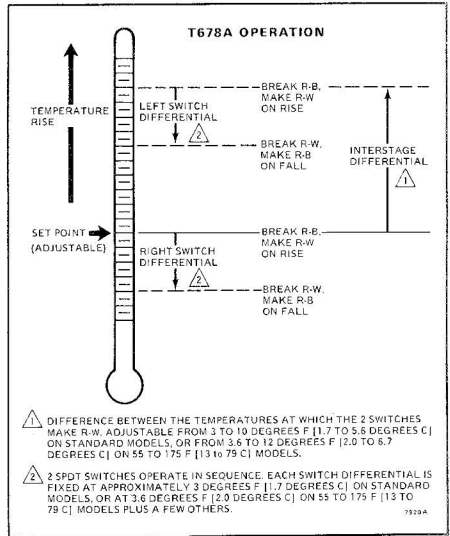 T678A OPERATION
BREAK R-B,
MAKE R-W
ON RISE
TEMPERATURE
RISE
LEFT SWITCH
DIFFERENTIAL
2
BREAK R-W,
MAKE R-B
ON FALL
INTERSTAGE
DIFFERENTIAL
1
SET POINT
(ADJUSTABLE)
BREAK R-B,
MAKE R-W
ON RISE
RIGHT SWITCH
DIFFERENTIAL
2
BREAK R-W,
MAKE R-B
ON FALL
1 DIFFERENCE BETWEEN THE TEMPERATURES AT WHICH THE 2 SWITCHES
MAKE R-W. ADJUSTABLE FROM 3 TO 10 DEGREES F [1.7 TO 5.6 DEGREES C]
ON STANDARD MODELS, OR FROM 3.6 TO 12 DEGREES F [2.0 TO 6.7
DEGREES C] ON 55 TO 175 F [13 to 79 C] MODELS.
2 2 SPDT SWITCHES OPERATE IN SEQUENCE. EACH SWITCH DIFFERENTIAL IS
FIXED AT APPROXIMATELY 3 DEGREES F [1.7 DEGREES C] ON STANDARD
MODELS, OR AT 3.6 DEGREES F [2.0 DEGREES C] ON 55 TO 175 F [13 TO
79 C] MODELS PLUS A FEW OTHERS.
7920A